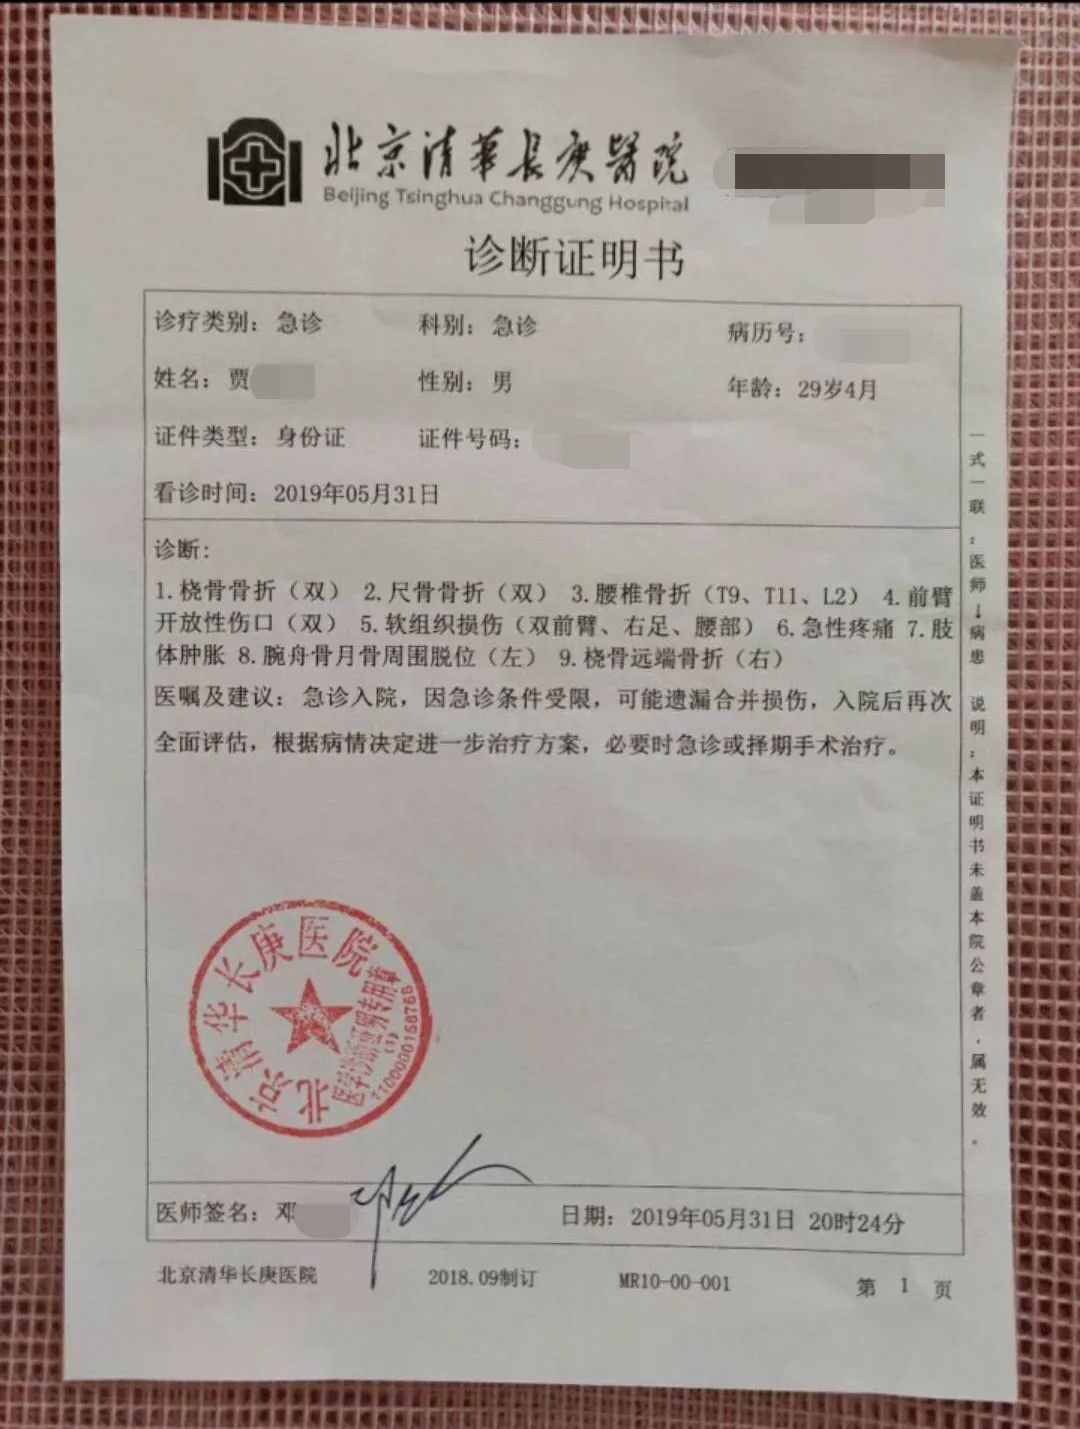 北京清華長庚醫院
Beijing Tsinghua Changgung Hospital
诊断证明书
诊疗类别：急诊 科别：急诊 病历号：
姓名：贾 性别：男 年龄：29岁4月
证件类型：身份证 证件号码：
看诊时间：2019年05月31日
诊断：
1.桡骨骨折（双） 2.尺骨骨折（双） 3.腰椎骨折（T9、T11、L2） 4.前臂
开放性伤口（双） 5.软组织损伤（双前臂、右足、腰部） 6.急性疼痛 7.肢
体肿胀 8.腕舟骨月骨周围脱位（左） 9.桡骨远端骨折（右）
医嘱及建议：急诊入院，因急诊条件受限，可能遗漏合并损伤，入院后再次
全面评估，根据病情决定进一步治疗方案，必要时急诊或择期手术治疗。
一式一联：医师→病患 说明：本证明书未盖本院公章者，属无效。
北京清华长庚医院
医学诊断证明专用章
(1)
医师签名：邓 日期：2019年05月31日 20时24分
北京清华长庚医院 2018.09制订 MR10-00-001 第 1 页